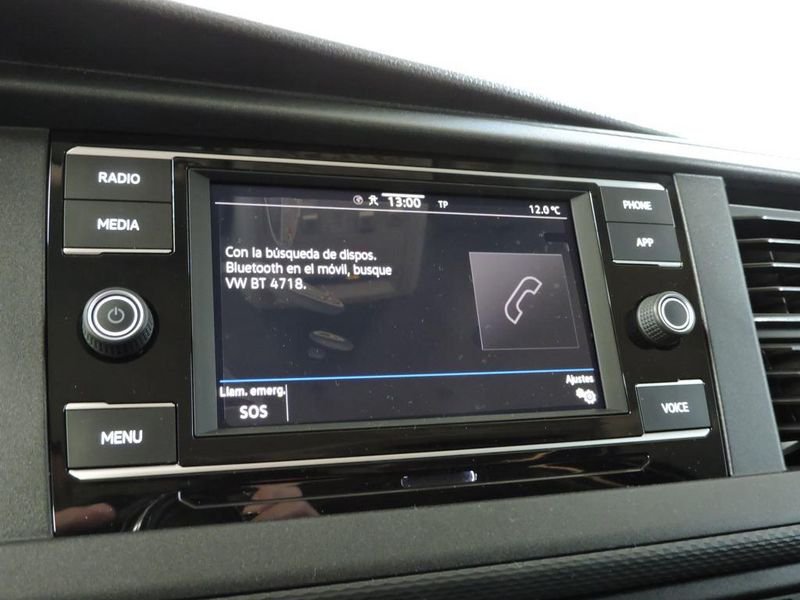 RADIO
MEDIA
MENU
13:00 TP 12.0°C
Con la búsqueda de dispos.
Bluetooth en el móvil, busque
VW BT 4718.
Llam. emerg.
SOS
Ajustes
PHONE
APP
VOICE